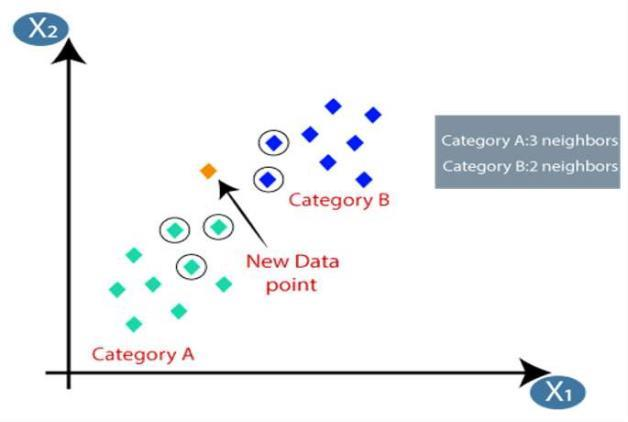 X2
Category A:3 neighbors
Category B:2 neighbors
Category B
New Data
point
Category A
X1